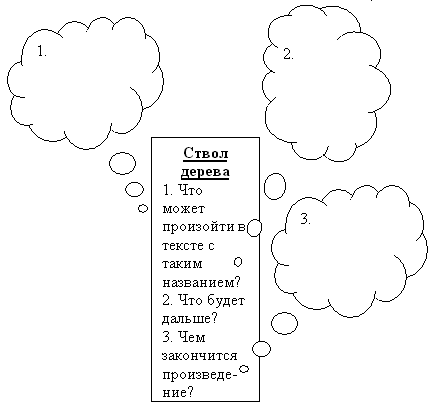 1.
2.
Ствол
дерева
1. Что
может
произойти в
тексте с
таким
названием?
2. Что будет
дальше?
3. Чем
закончится
произведе-
ние?
3.